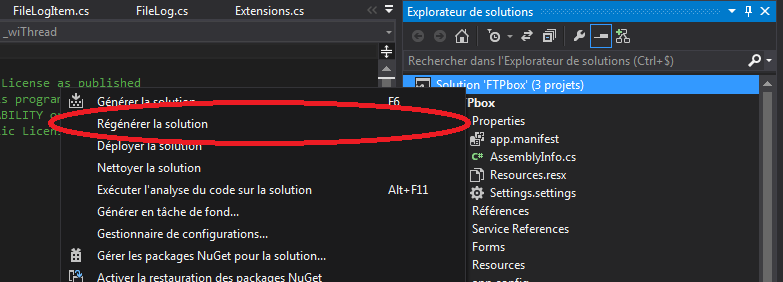 FileLogItem.cs FileLog.cs Extensions.cs
_wiThread
License as published
s progra
ABILITY o
ic Licen
Générer la solution F6
Régénérer la solution
Déployer la solution
Nettoyer la solution
Exécuter l'analyse du code sur la solution Alt+F11
Générer en tâche de fond...
Gestionnaire de configurations...
Gérer les packages NuGet pour la solution...
Activer la restauration des packages NuGet
Explorateur de solutions
Rechercher dans l'Explorateur de solutions (Ctrl+$)
Solution 'FTPbox' (3 projets)
Pbox
Properties
app.manifest
C# AssemblyInfo.cs
Resources.resx
Settings.settings
Références
Service References
Forms
Resources
app.config